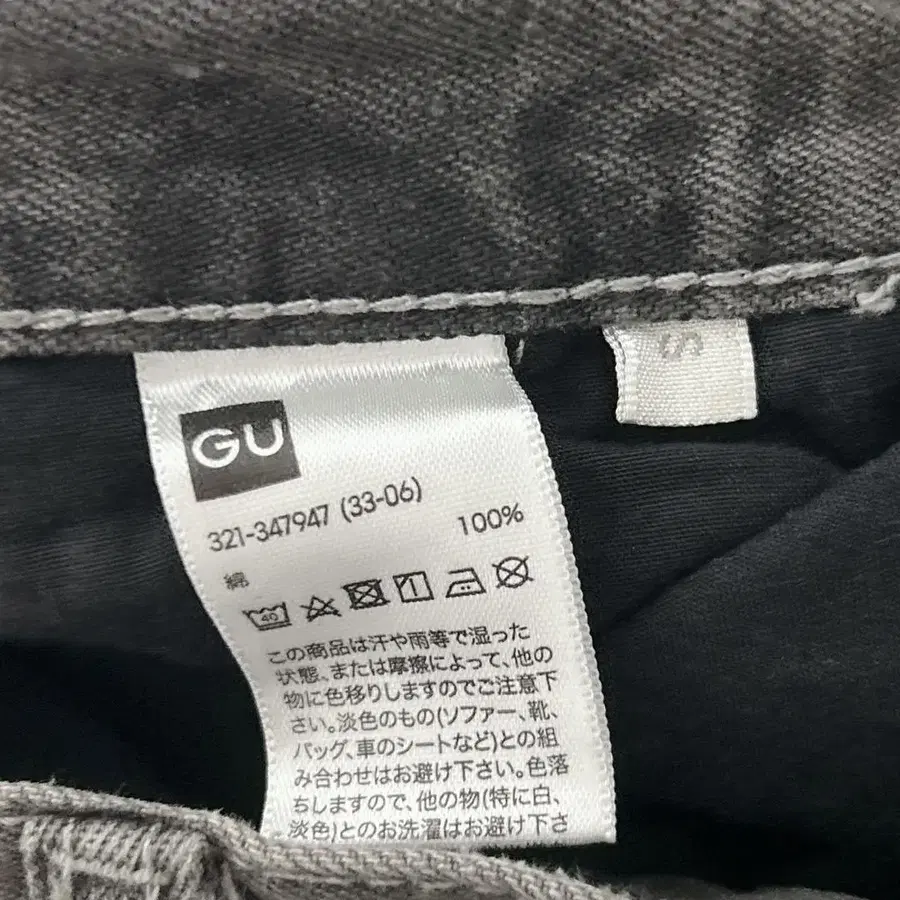 GU
S
321-347947 (33-06)
綿 100%
40
この商品は汗や雨等で湿った
状態、または摩擦によって、他の
物に色移りしますのでご注意下
さい。淡色のもの(ソファー、靴、
バッグ、車のシートなど)との組
み合わせはお避け下さい。色落
ちしますので、他の物(特に白、
淡色)とのお洗濯はお避け下さ